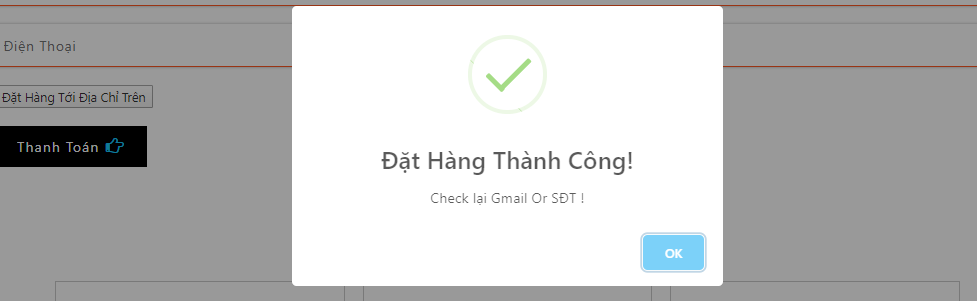 Điện Thoại
Đặt Hàng Tới Địa Chỉ Trên
Thanh Toán
Đặt Hàng Thành Công!
Check lại Gmail Or SĐT !
OK